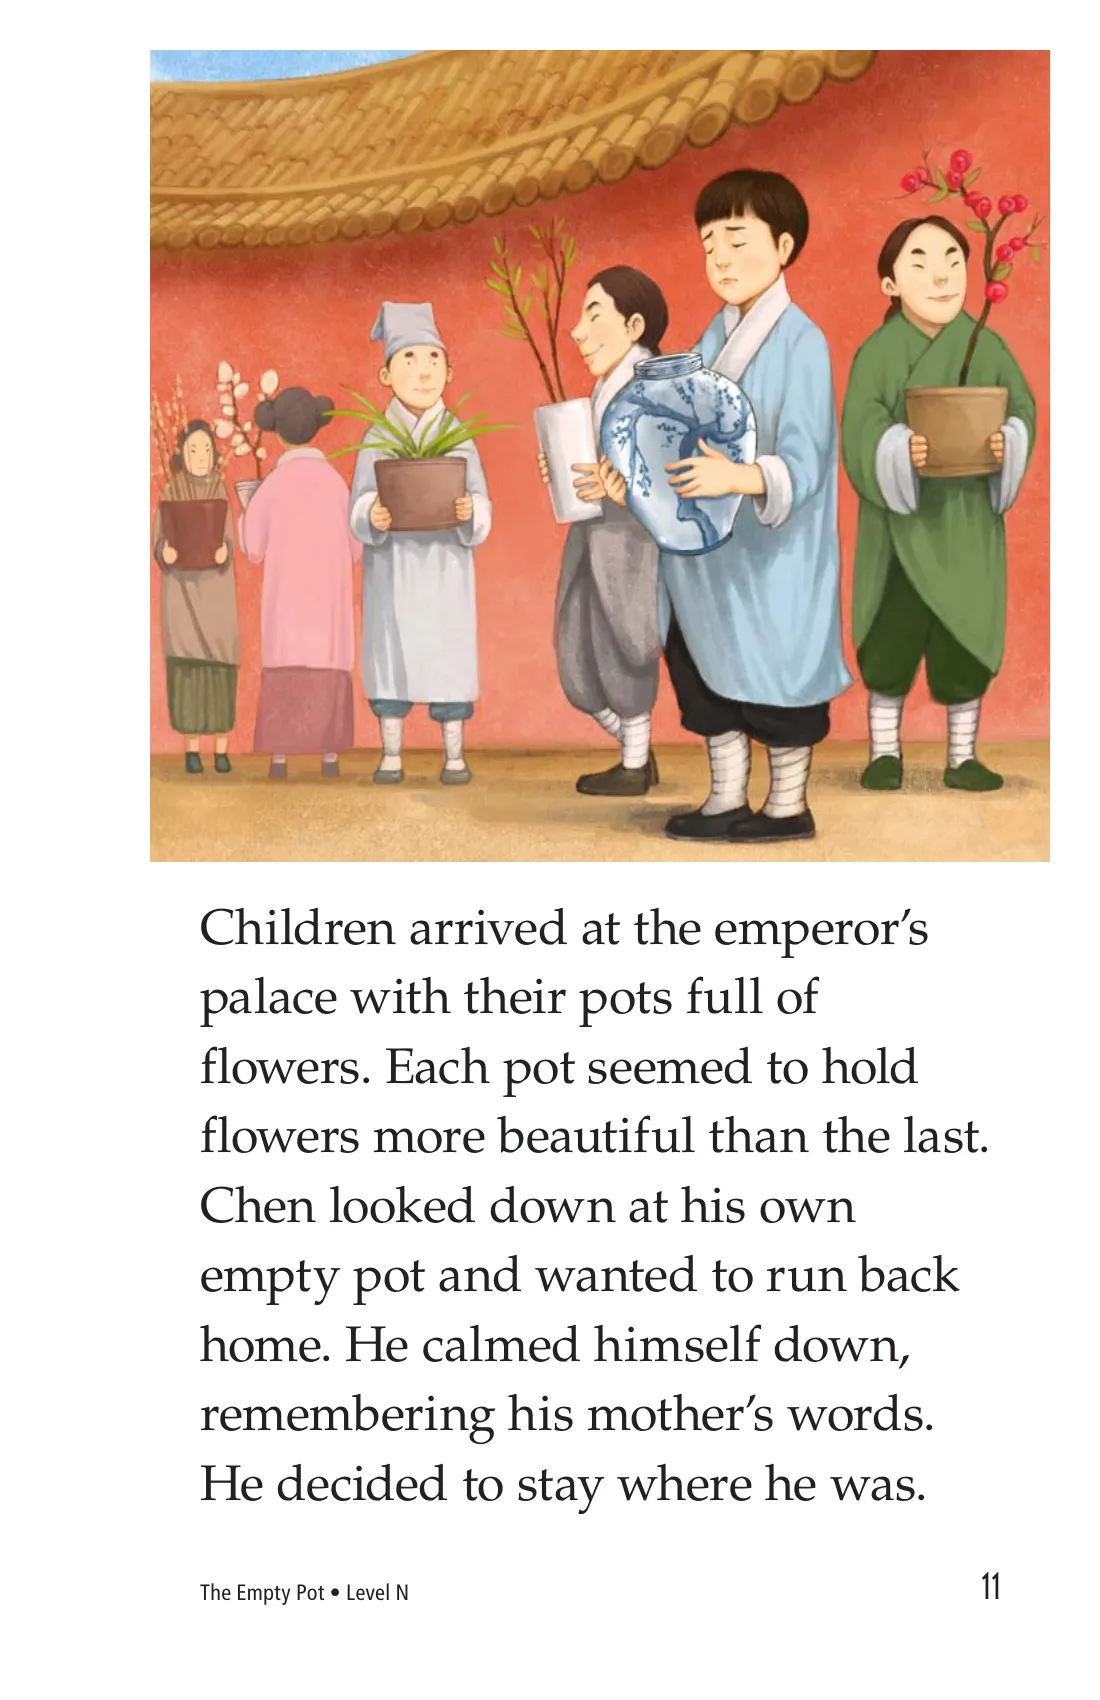 Children arrived at the emperor’s
palace with their pots full of
flowers. Each pot seemed to hold
flowers more beautiful than the last.
Chen looked down at his own
empty pot and wanted to run back
home. He calmed himself down,
remembering his mother’s words.
He decided to stay where he was.
The Empty Pot • Level N
11